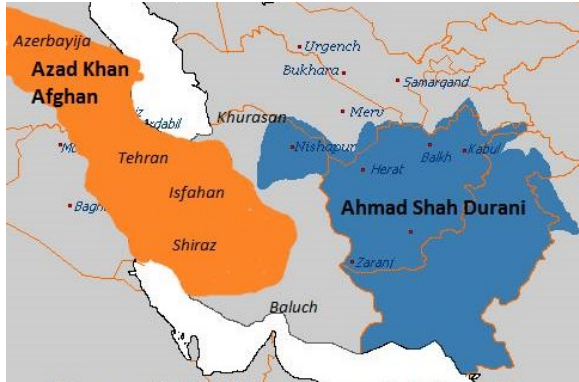 Azerbayija
Azad Khan
Afghan
Urgench
Bukhara
Samarqand
Merv
Khurasan
Ardabil
Nishapur
Balkh
Kabul
Tehran
Herat
Isfahan
Ahmad Shah Durani
Shiraz
Zaranj
Baluch